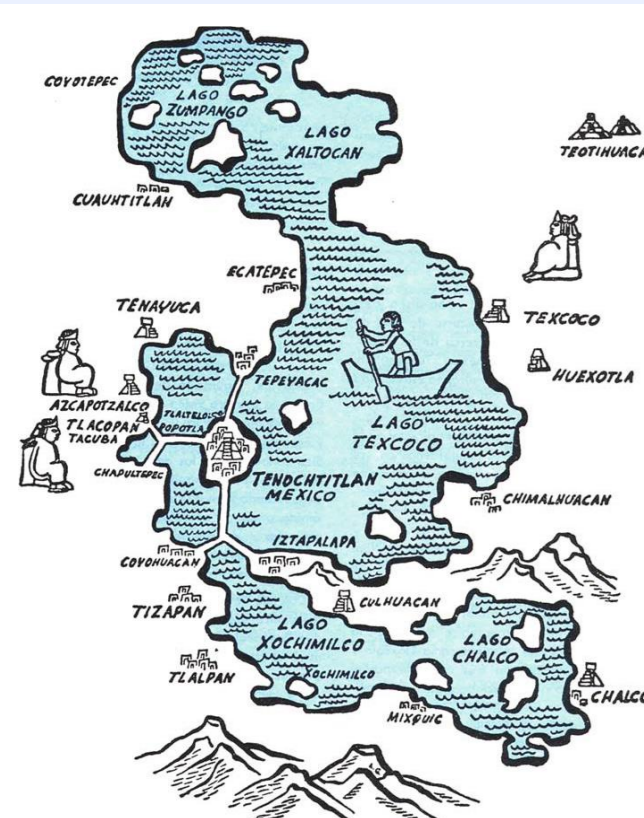 COYOTEPEC
LAGO
ZUMPANGO
LAGO
XALTOCAN
TEOTIHUACA
CUAUHTITLAN
ECATEPEC
TENAYUCA
TEXCOCO
HUEXOTLA
TEPEYACAC
AZCAPOTZALCO
TLALTELOLCO
TLACOPAN
POPOTLA
TACUBA
LAGO
TEXCOCO
CHAPULTEPEC
TENOCHTITLAN
MEXICO
CHIMALHUACAN
IZTAPALAPA
COYOHUACAN
CULHUACAN
TIZAPAN
LAGO
XOCHIMILCO
LAGO
CHALCO
TLALPAN
XOCHIMILCO
CHALCO
MIXQUIC